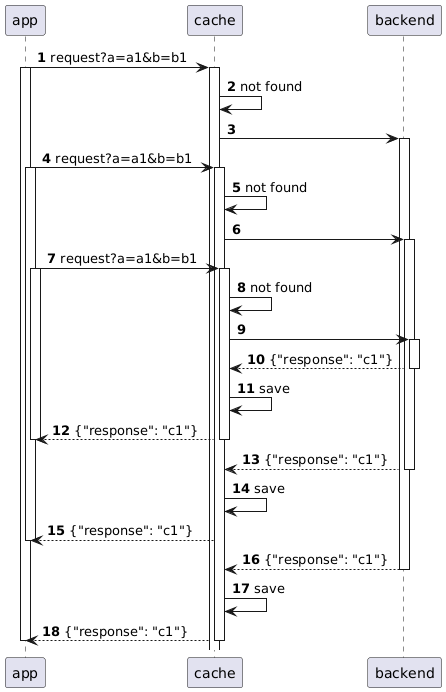 app cache backend
1 request?a=a1&b=b1
2 not found
3
4 request?a=a1&b=b1
5 not found
6
7 request?a=a1&b=b1
8 not found
9
10 {"response": "c1"}
11 save
12 {"response": "c1"}
13 {"response": "c1"}
14 save
15 {"response": "c1"}
16 {"response": "c1"}
17 save
18 {"response": "c1"}
app cache backend